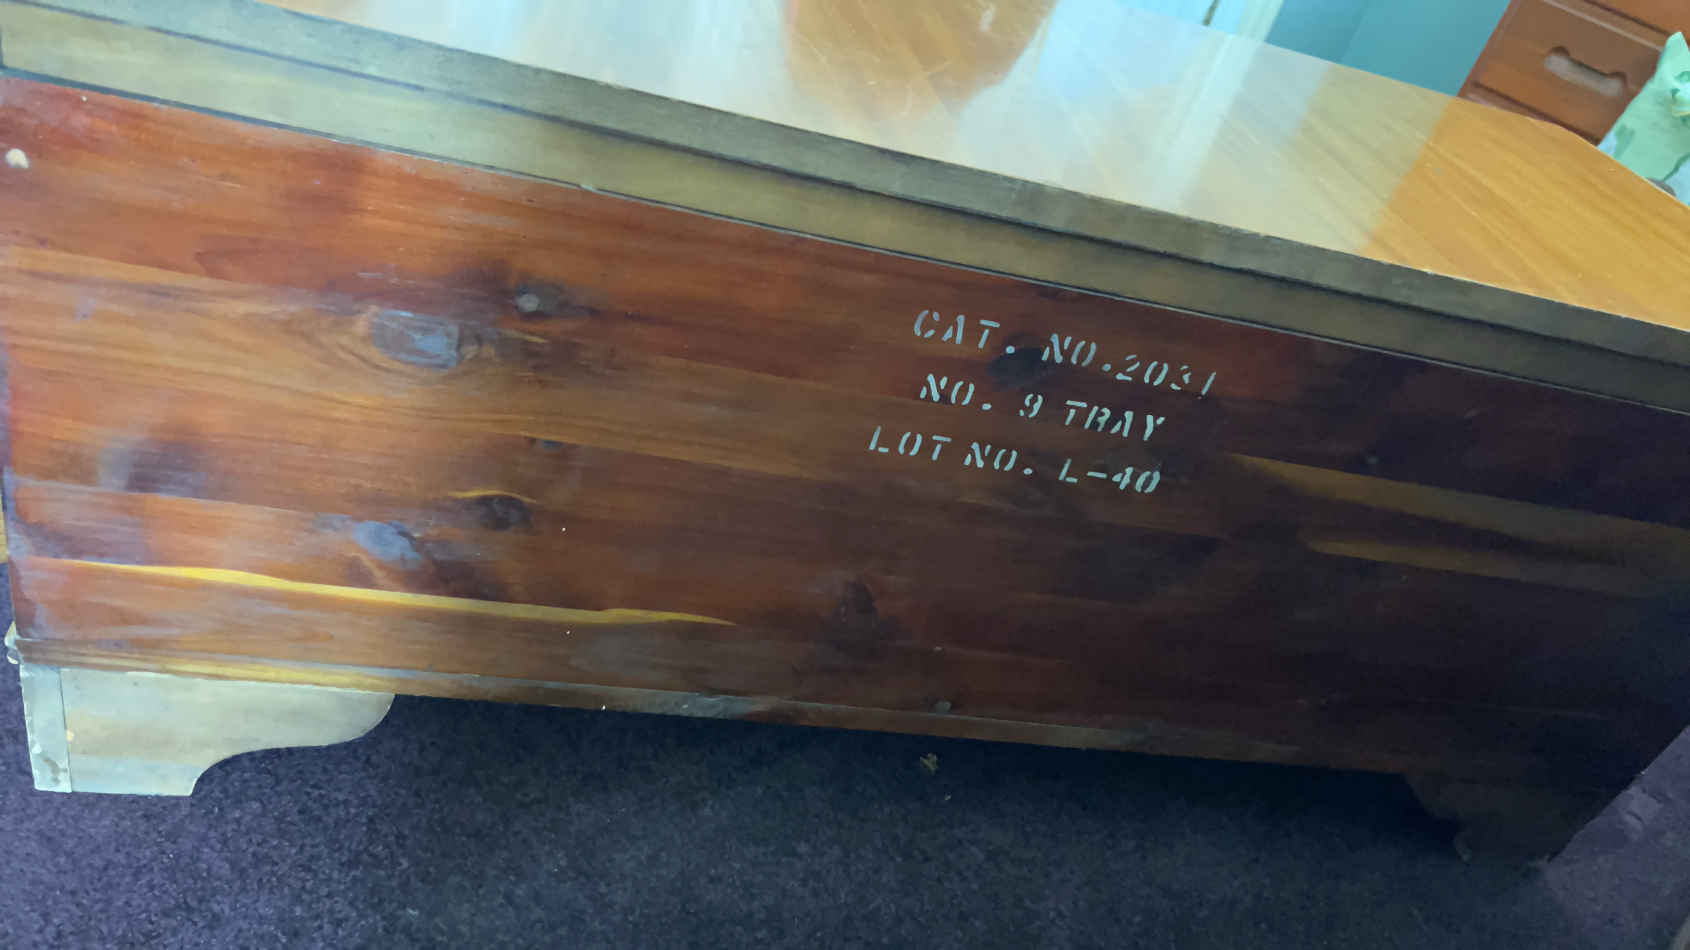 CAT. NO.2031
NO. 9 TRAY
LOT NO. L-40